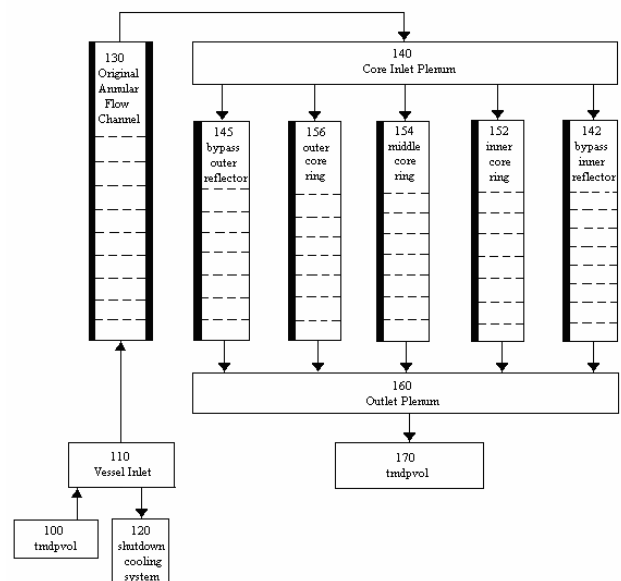 130
Original
Annular
Flow
Channel
140
Core Inlet Plenum
145
bypass
outer
reflector
156
outer
core
ring
154
middle
core
ring
152
inner
core
ring
142
bypass
inner
reflector
160
Outlet Plenum
110
Vessel Inlet
170
tmdpvol
100
tmdpvol
120
shutdown
cooling
system